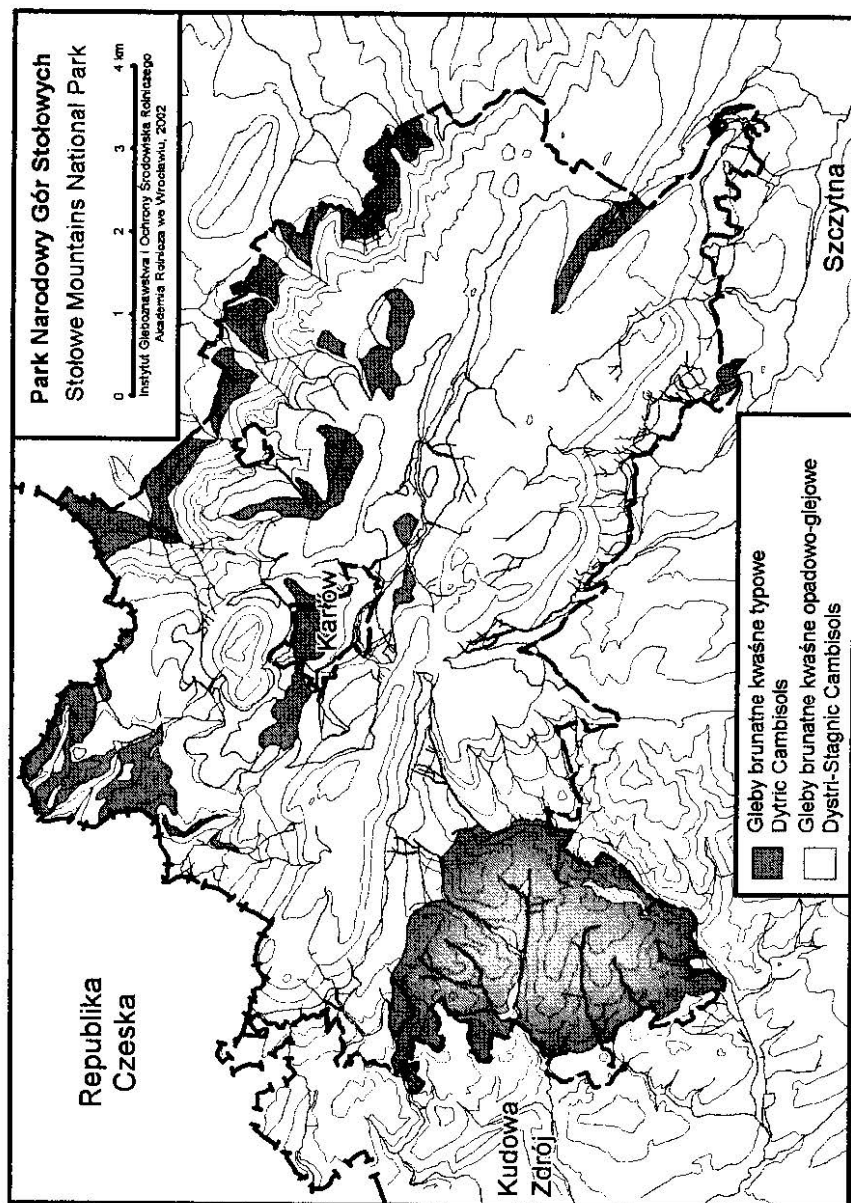 Park Narodowy Gór Stołowych
Stołowe Mountains National Park
0 1 2 3 4 km
Instytut Gleboznawstwa i Ochrony Środowiska Rolniczego
Akademia Rolnicza we Wrocławiu, 2002
Republika
Czeska
Karłów
Kudowa
Zdrój
Szczytna
Gleby brunatne kwaśne typowe
Dytric Cambisols
Gleby brunatne kwaśne opadowo-glejowe
Dystri-Stagnic Cambisols